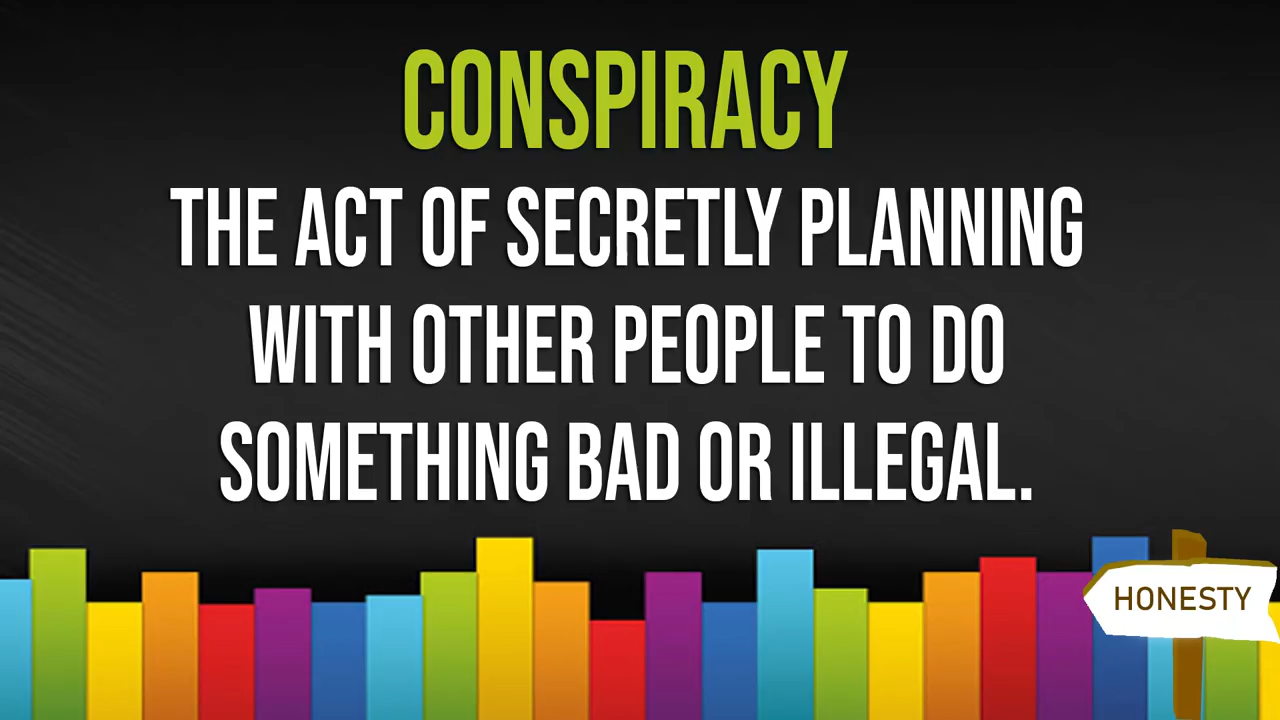 CONSPIRACY
THE ACT OF SECRETLY PLANNING
WITH OTHER PEOPLE TO DO
SOMETHING BAD OR ILLEGAL.
HONESTY